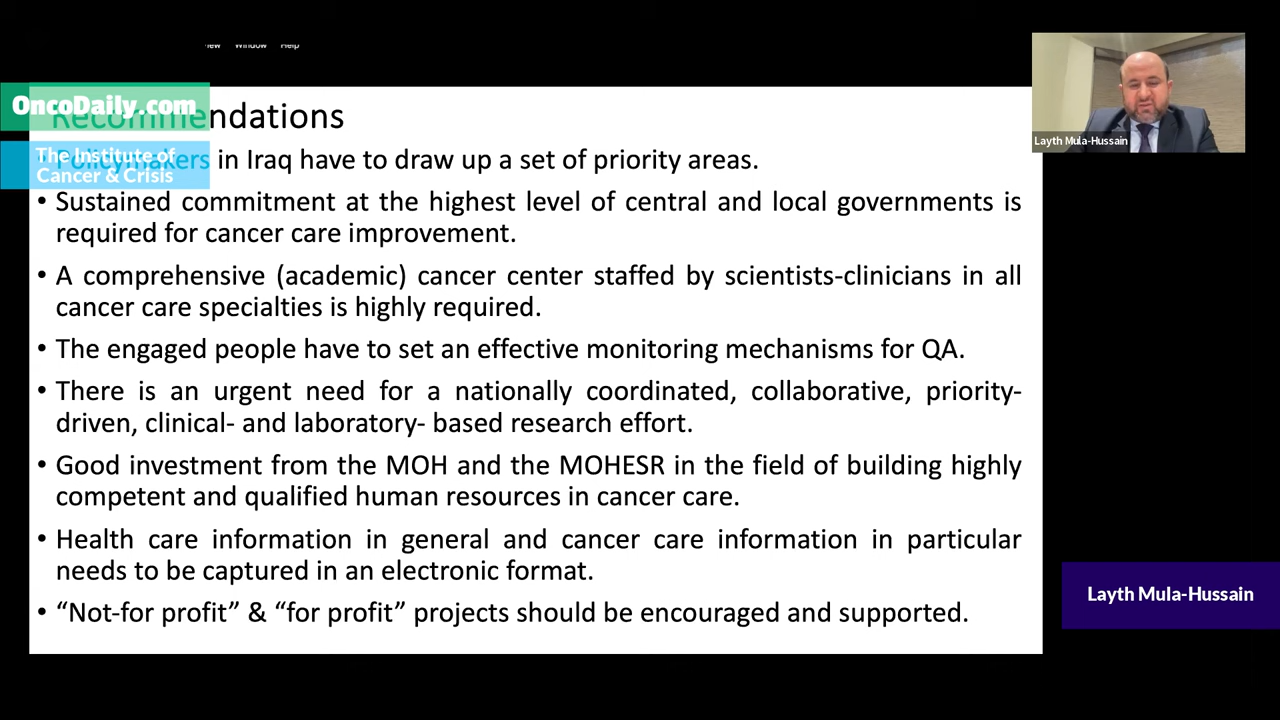 Window Help
OncoDaily.com
Recommendations
The Institute of
Cancer & Crisis
• Policymakers in Iraq have to draw up a set of priority areas.
• Sustained commitment at the highest level of central and local governments is
required for cancer care improvement.
• A comprehensive (academic) cancer center staffed by scientists-clinicians in all
cancer care specialties is highly required.
• The engaged people have to set an effective monitoring mechanisms for QA.
• There is an urgent need for a nationally coordinated, collaborative, priority-
driven, clinical- and laboratory- based research effort.
• Good investment from the MOH and the MOHESR in the field of building highly
competent and qualified human resources in cancer care.
• Health care information in general and cancer care information in particular
needs to be captured in an electronic format.
• “Not-for profit” & “for profit” projects should be encouraged and supported.
Layth Mula-Hussain
Layth Mula-Hussain